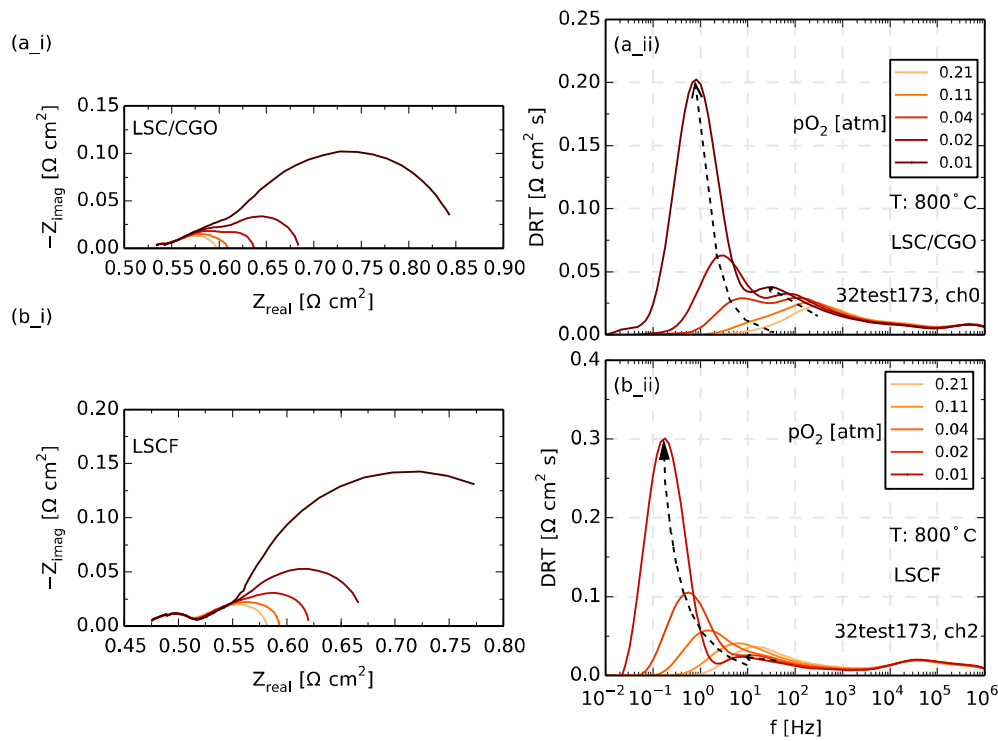 (a_i)
0.15
0.10
0.05
0.00
−Z_imag [Ω cm²]
LSC/CGO
0.50 0.55 0.60 0.65 0.70 0.75 0.80 0.85 0.90
Z_real [Ω cm²]
(b_i)
0.20
0.15
0.10
0.05
0.00
−Z_imag [Ω cm²]
LSCF
0.45 0.50 0.55 0.60 0.65 0.70 0.75 0.80 0.85
Z_real [Ω cm²]
(a_ii)
0.25
0.20
0.15
0.10
0.05
0.00
DRT [Ω cm² s]
pO₂ [atm]
0.21
0.11
0.04
0.02
0.01
T: 800°C
LSC/CGO
32test173, ch0
(b_ii)
0.4
0.3
0.2
0.1
0.0
DRT [Ω cm² s]
pO₂ [atm]
0.21
0.11
0.04
0.02
0.01
T: 800°C
LSCF
32test173, ch2
10⁻² 10⁻¹ 10⁰ 10¹ 10² 10³ 10⁴ 10⁵ 10⁶
f [Hz]